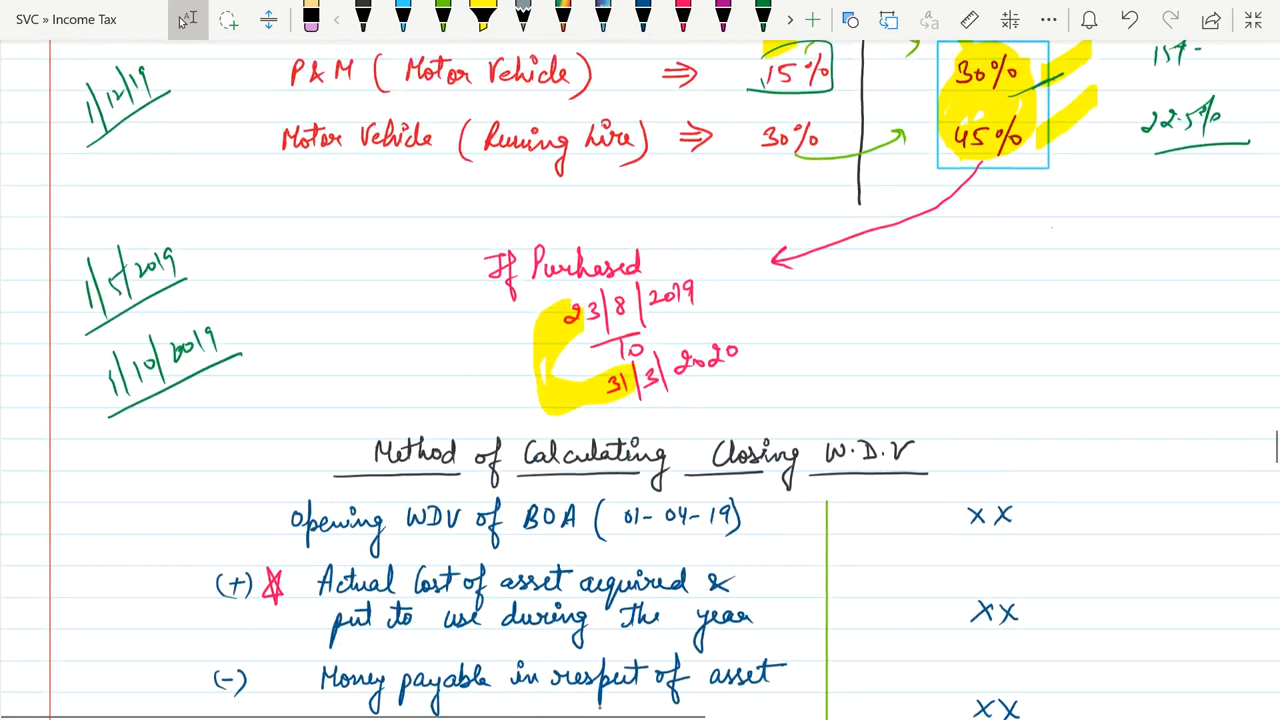 SVC » Income Tax
P & M ( Motor Vehicle) ⇒ 15% 30% 15%
1/12/19
Motor Vehicle (Running hire) ⇒ 30% 45% 22.5%
1/5/2019
If Purhased
23/8/2019
To
31/3/2020
1/10/2019
Method of Calculating Closing W.D.V
Opening WDV of BOA ( 01-04-19) XX
(+) Actual Cost of asset acquired &
put to use during the year XX
(-) Money payable in respect of asset
XX